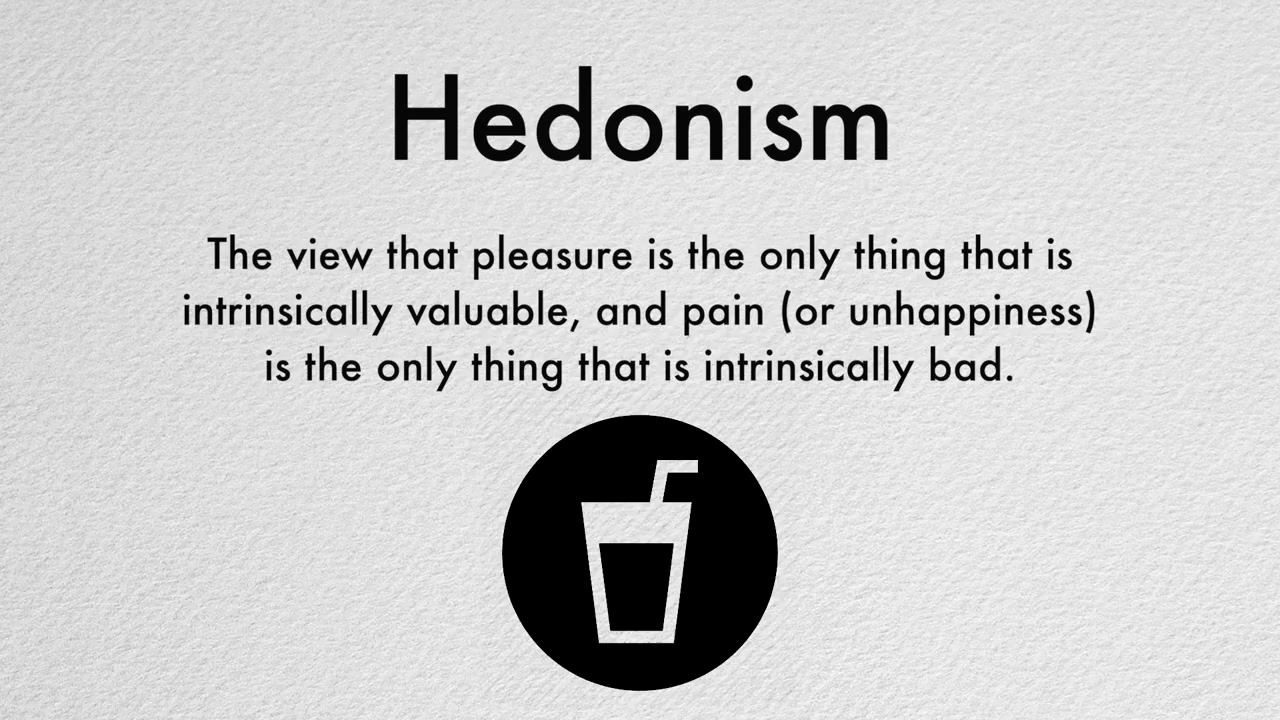 Hedonism
The view that pleasure is the only thing that is
intrinsically valuable, and pain (or unhappiness)
is the only thing that is intrinsically bad.